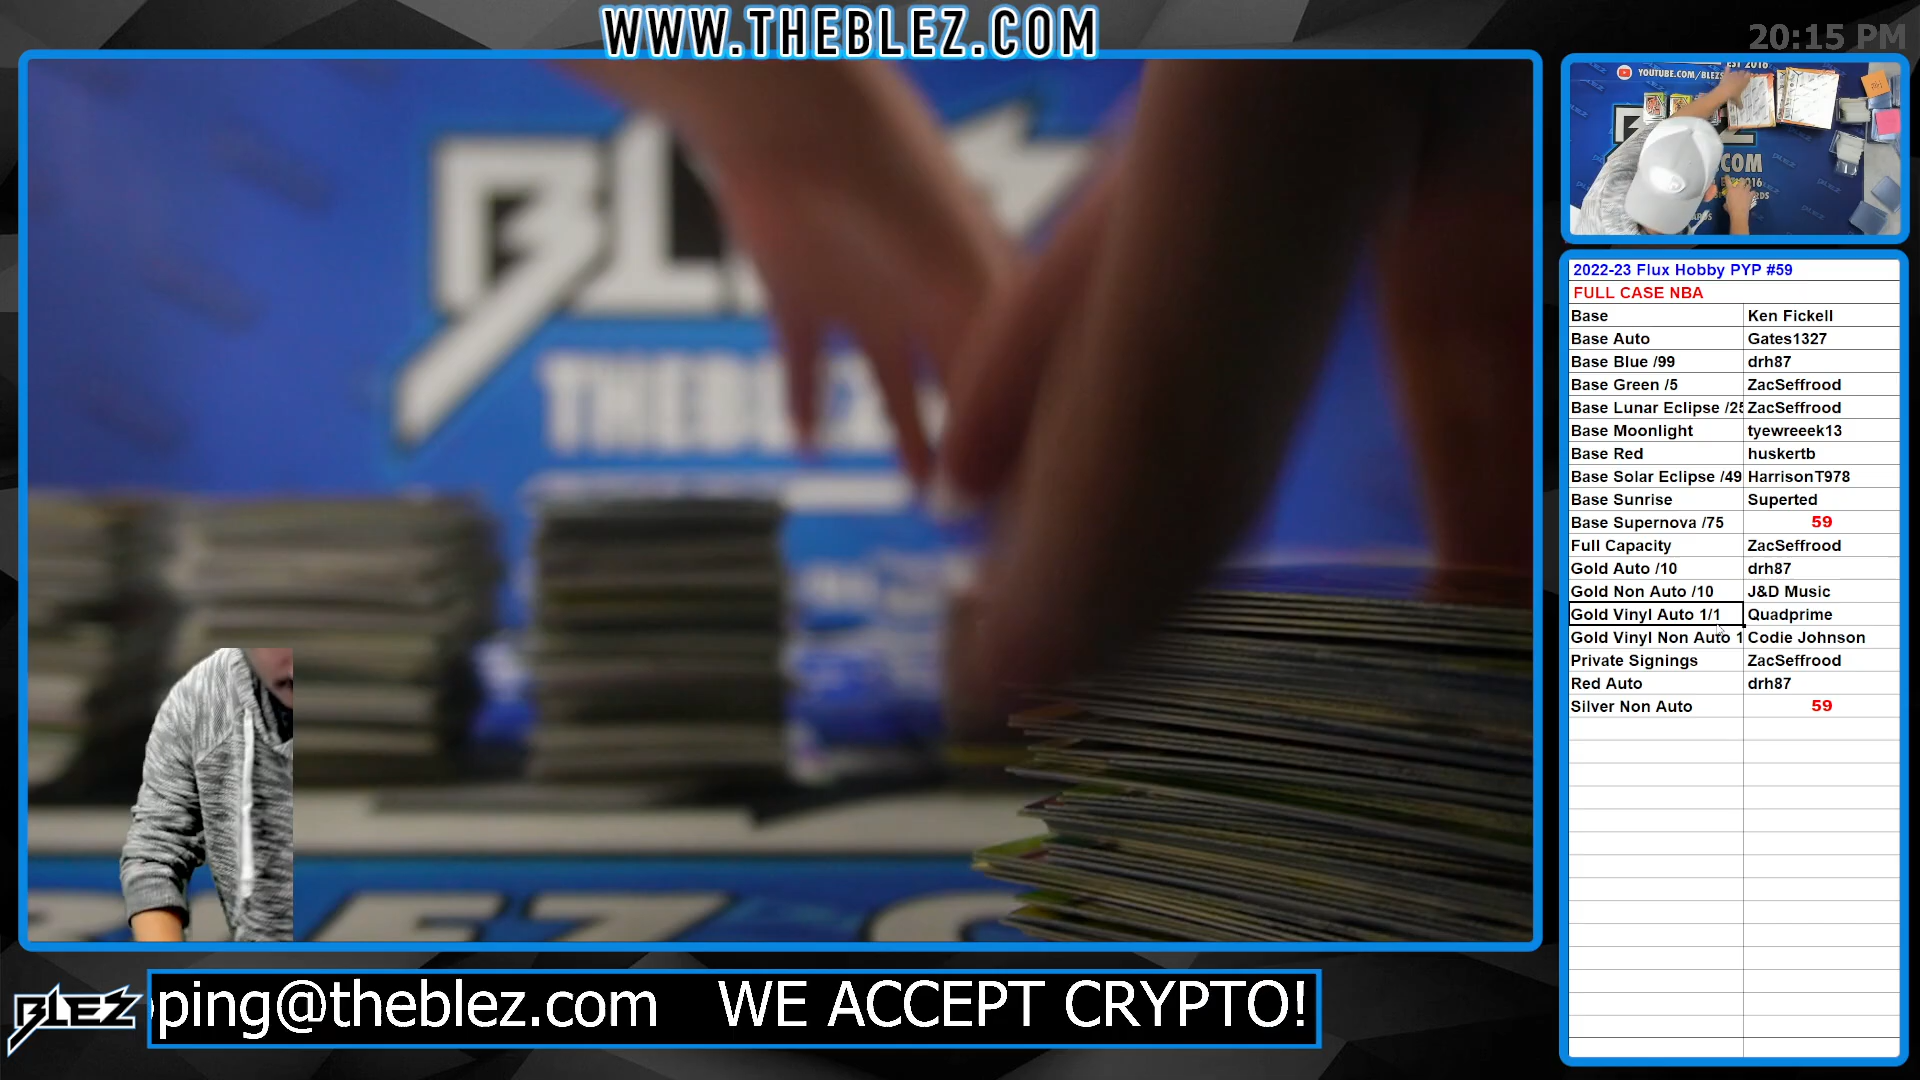 WWW.THEBLEZ.COM
20:15 PM
YOUTUBE.COM/BLEZ
2022-23 Flux Hobby PYP #59
FULL CASE NBA
Base Ken Fickell
Base Auto Gates1327
Base Blue /99 drh87
Base Green /5 ZacSeffrood
Base Lunar Eclipse /25 ZacSeffrood
Base Moonlight tyewreeek13
Base Red huskertb
Base Solar Eclipse /49 HarrisonT978
Base Sunrise Superted
Base Supernova /75 59
Full Capacity ZacSeffrood
Gold Auto /10 drh87
Gold Non Auto /10 J&D Music
Gold Vinyl Auto 1/1 Quadprime
Gold Vinyl Non Auto 1 Codie Johnson
Private Signings ZacSeffrood
Red Auto drh87
Silver Non Auto 59
BLEZ
ping@theblez.com WE ACCEPT CRYPTO!